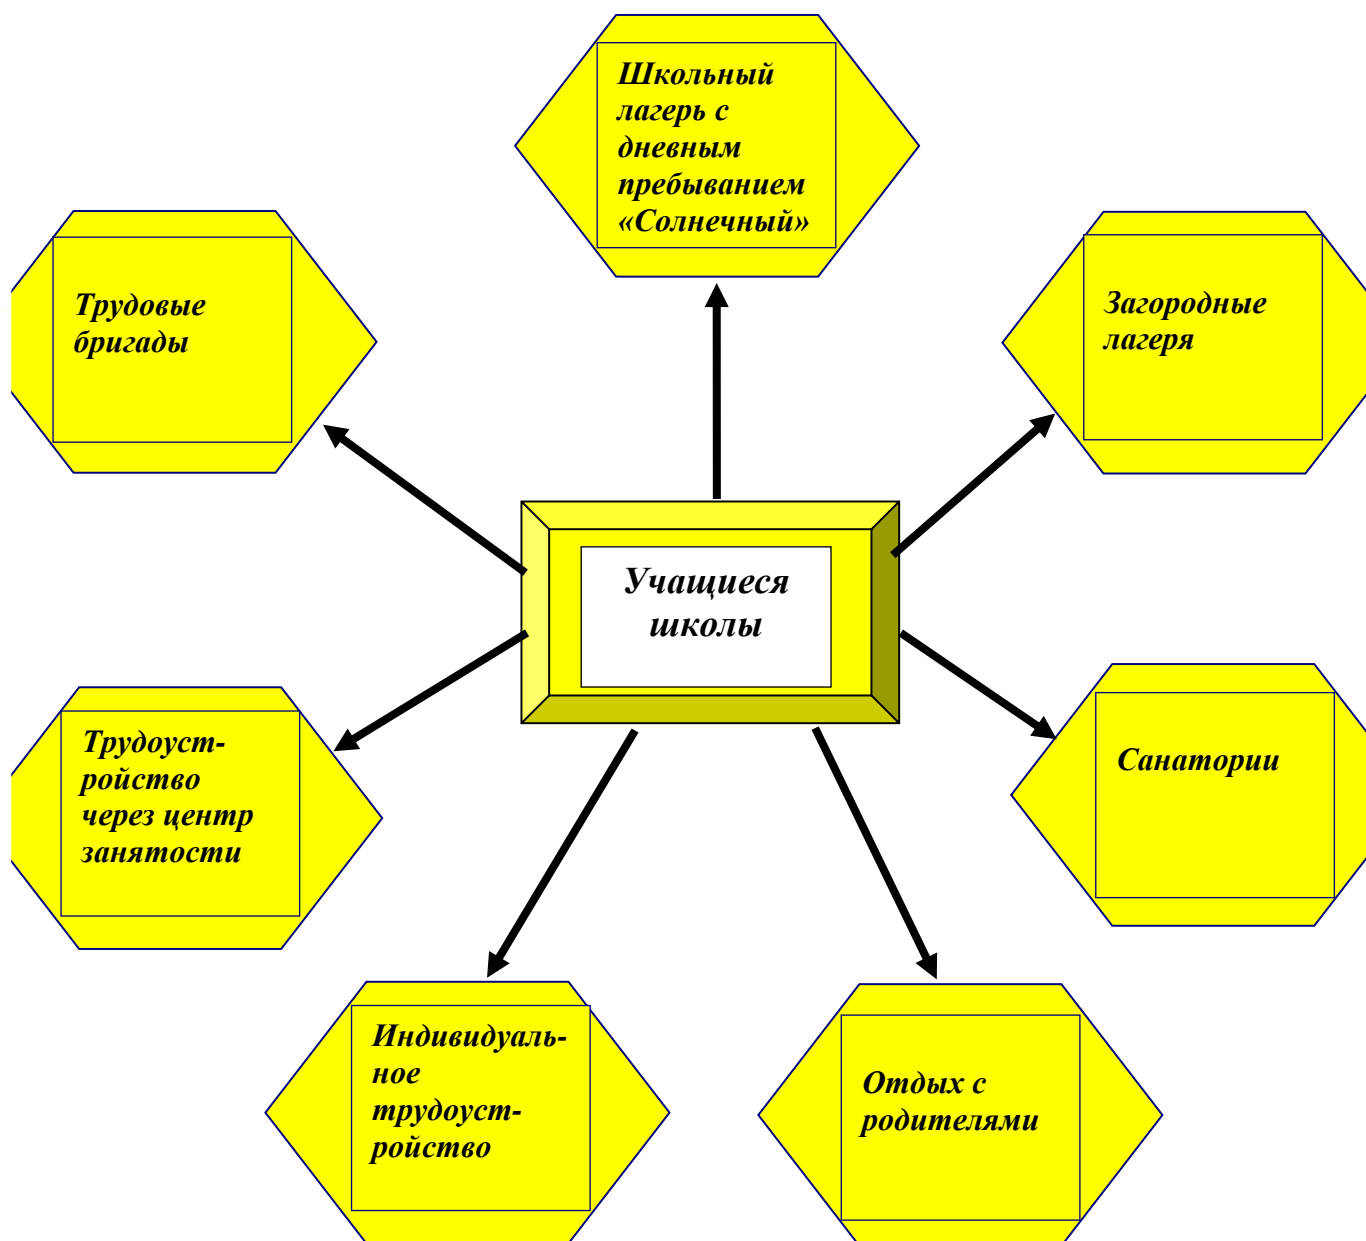 Школьный
лагерь с
дневным
пребыванием
«Солнечный»
Трудовые
бригады
Загородные
лагеря
Учащиеся
школы
Трудоуст-
ройство
через центр
занятости
Санатории
Индивидуаль-
ное
трудоуст-
ройство
Отдых с
родителями